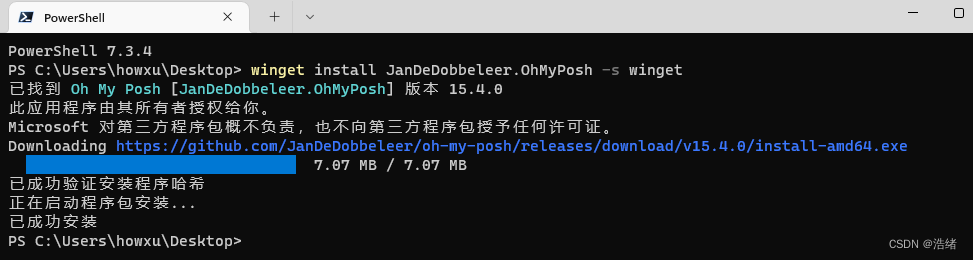 PowerShell
PowerShell 7.3.4
PS C:\Users\howxu\Desktop> winget install JanDeDobbeleer.OhMyPosh -s winget
已找到 Oh My Posh [JanDeDobbeleer.OhMyPosh] 版本 15.4.0
此应用程序由其所有者授权给你。
Microsoft 对第三方程序包概不负责，也不向第三方程序包授予任何许可证。
Downloading https://github.com/JanDeDobbeleer/oh-my-posh/releases/download/v15.4.0/install-amd64.exe
7.07 MB / 7.07 MB
已成功验证安装程序哈希
正在启动程序包安装...
已成功安装
PS C:\Users\howxu\Desktop>
CSDN @浩绪